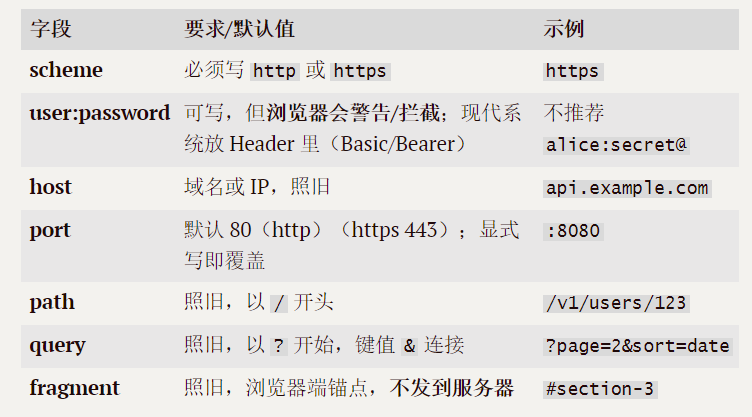 字段 要求/默认值 示例
scheme 必须写 http 或 https https
user:password 可写，但浏览器会警告/拦截；现代系 不推荐
统放 Header 里（Basic/Bearer） alice:secret@
host 域名或 IP，照旧 api.example.com
port 默认 80（http）（https 443）；显式 :8080
写即覆盖
path 照旧，以 / 开头 /v1/users/123
query 照旧，以 ? 开始，键值 & 连接 ?page=2&sort=date
fragment 照旧，浏览器端锚点，不发到服务器 #section-3